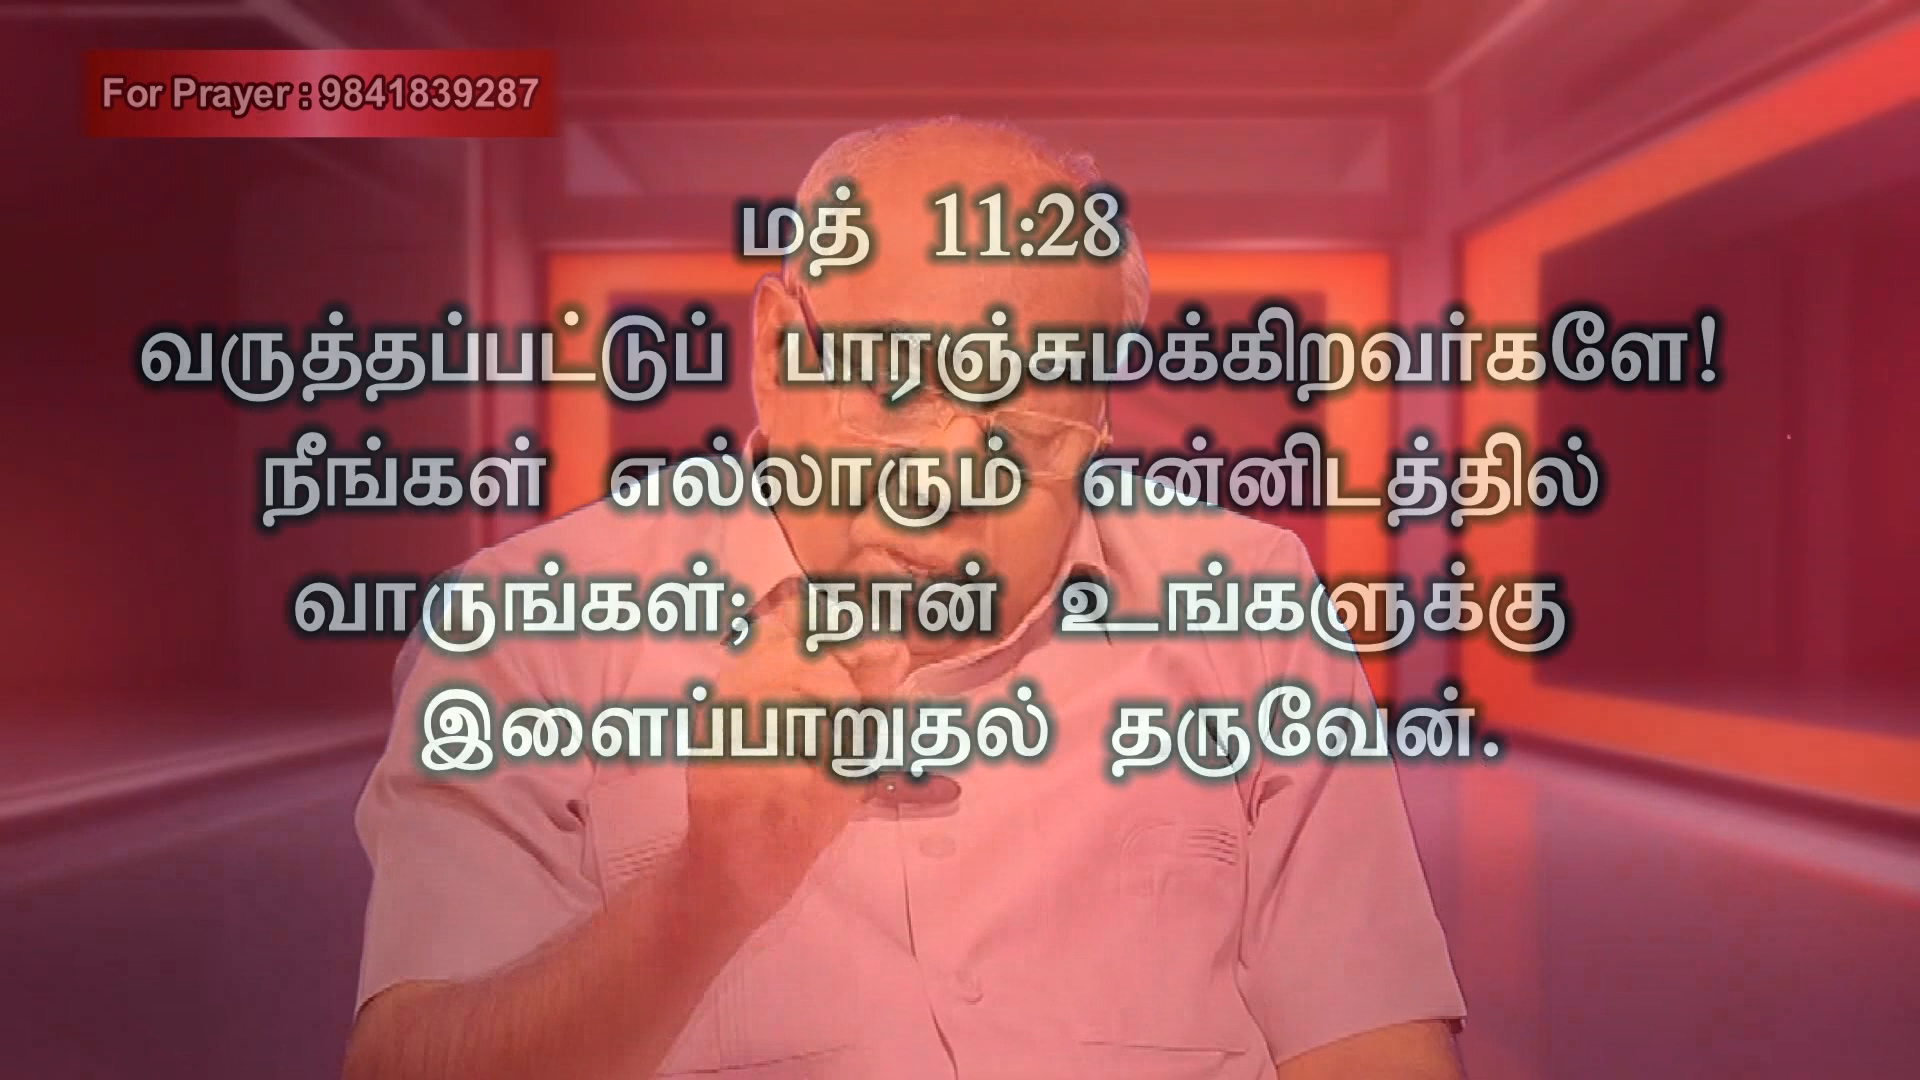 For Prayer : 9841839287
மத் 11:28
வருத்தப்பட்டுப் பாரஞ்சுமக்கிறவர்களே!
நீங்கள் எல்லாரும் என்னிடத்தில்
வாருங்கள்; நான் உங்களுக்கு
இளைப்பாறுதல் தருவேன்.